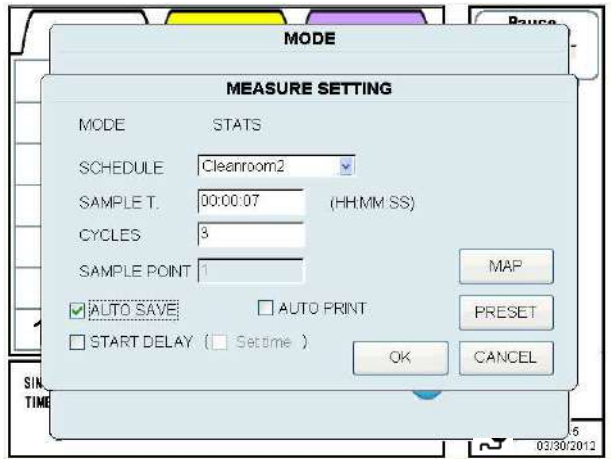 Pause
MODE
MEASURE SETTING
MODE STATS
SCHEDULE Cleanroom2
SAMPLE T. 00:00:07 (HH:MM:SS)
CYCLES 3
SAMPLE POINT 1
MAP
AUTO SAVE AUTO PRINT
PRESET
START DELAY ( Set time )
OK CANCEL
SIN
TIME
03/30/2012